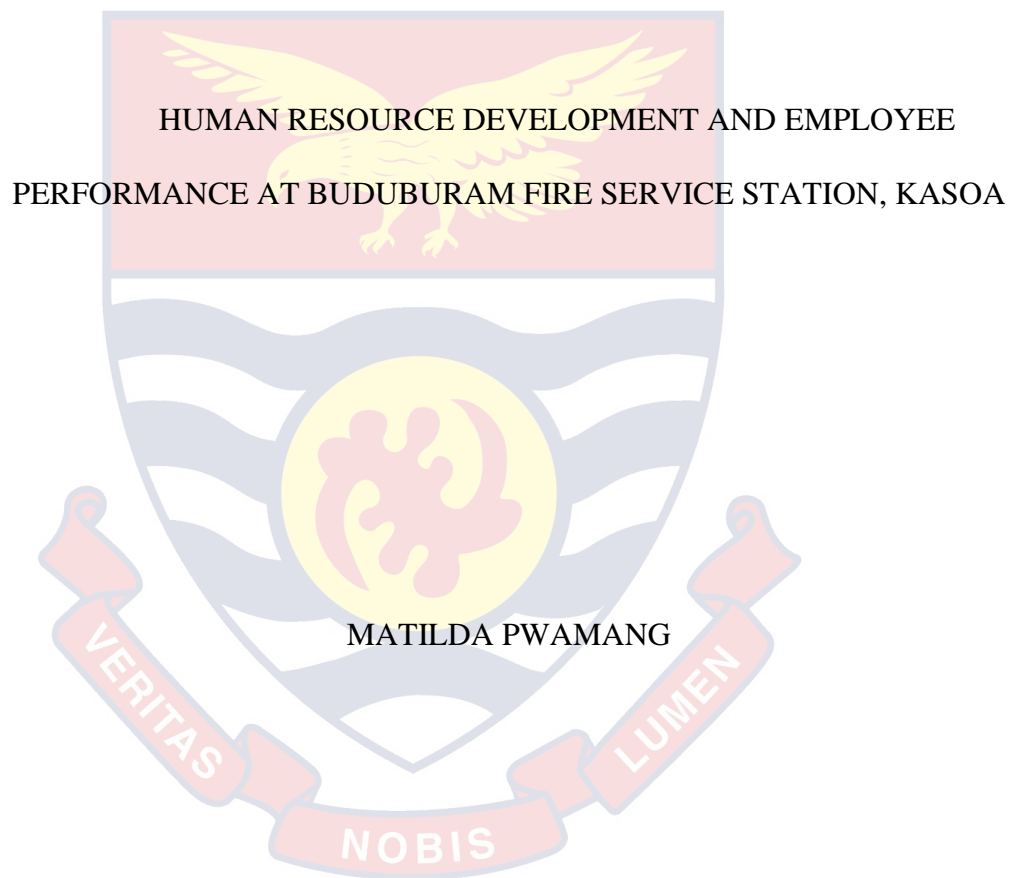 HUMAN RESOURCE DEVELOPMENT AND EMPLOYEE
PERFORMANCE AT BUDUBURAM FIRE SERVICE STATION, KASOA
MATILDA PWAMANG
VERITAS
NOBIS
LUMEN